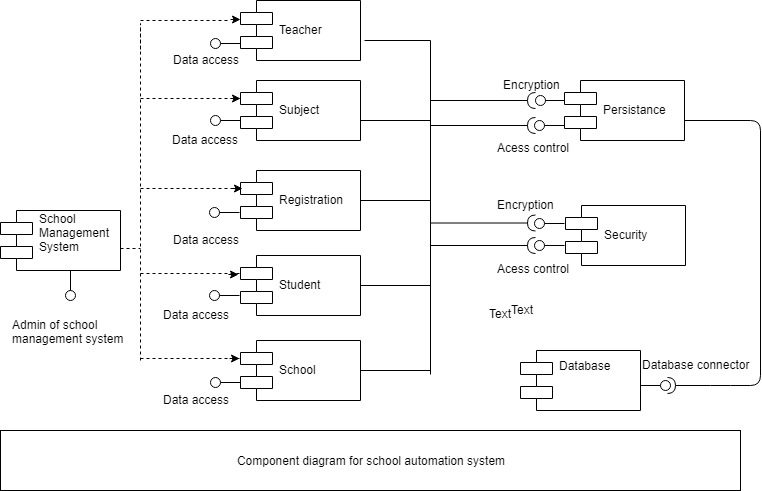 Teacher
Data access
Encryption
Subject
Persistance
Data access
Acess control
Registration
Encryption
School
Management
System
Data access
Security
Acess control
Student
Data access
TextText
Admin of school
management system
School
Database
Database connector
Data access
Component diagram for school automation system